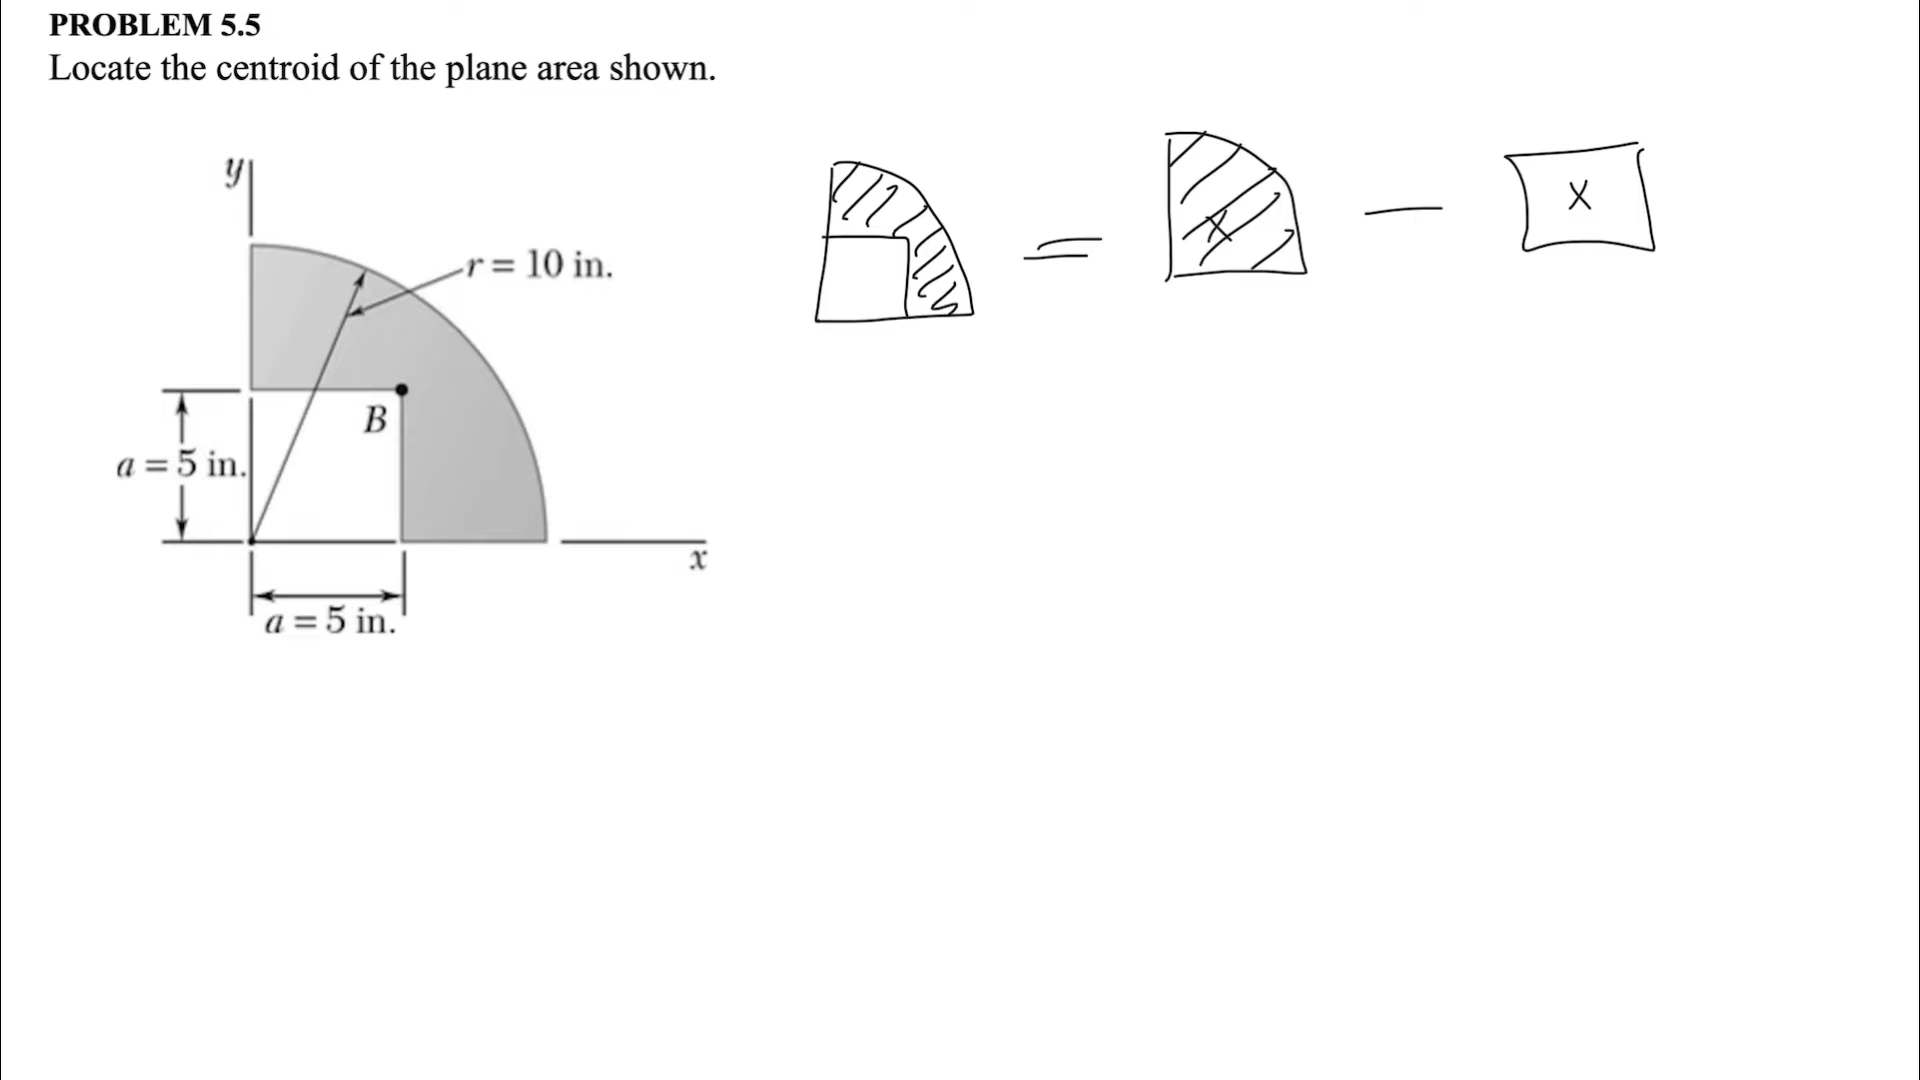 PROBLEM 5.5
Locate the centroid of the plane area shown.
y
r = 10 in.
B
a = 5 in.
x
a = 5 in.
= x − x